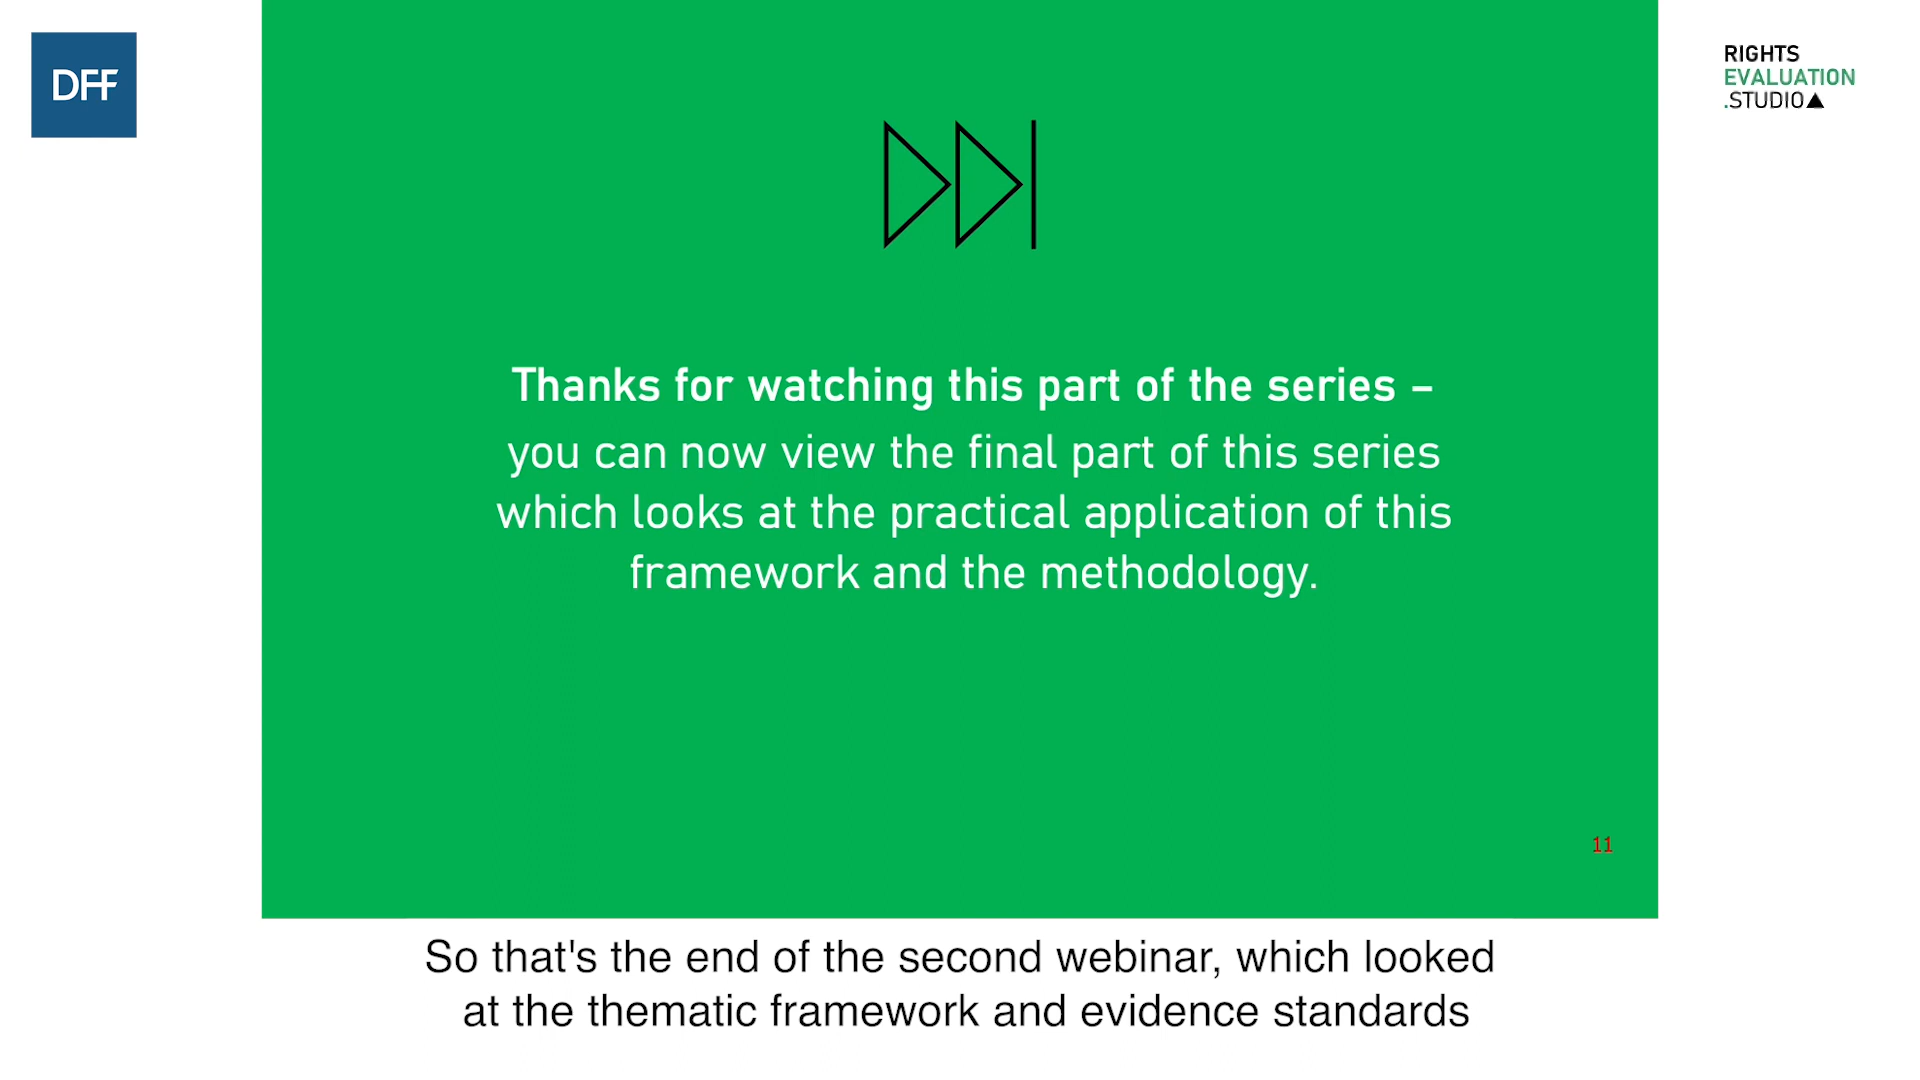 DFF
RIGHTS
EVALUATION
.STUDIO
Thanks for watching this part of the series –
you can now view the final part of this series
which looks at the practical application of this
framework and the methodology.
11
So that's the end of the second webinar, which looked
at the thematic framework and evidence standards